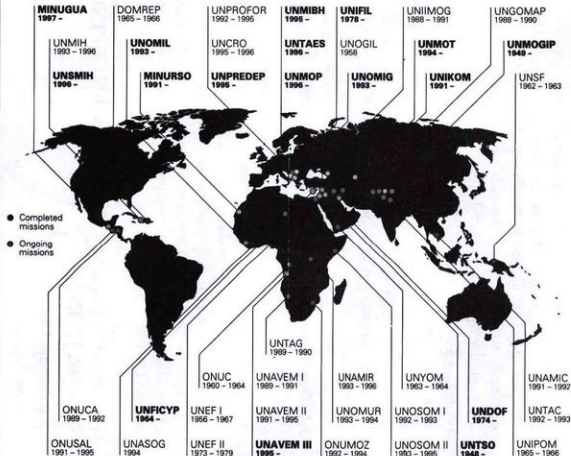 MINUGUA
1997 –
DOMREP
1965 – 1966
UNPROFOR
1992 – 1995
UNMIBH
1995 –
UNIFIL
1978 –
UNIIMOG
1988 – 1991
UNGOMAP
1988 – 1990
UNMIH
1993 – 1996
UNOMIL
1993 –
UNCRO
1995 – 1996
UNTAES
1996 –
UNOGIL
1958
UNMOT
1994 –
UNMOGIP
1949 –
UNSMIH
1996 –
MINURSO
1991 –
UNPREDEP
1995 –
UNMOP
1996 –
UNOMIG
1993 –
UNIKOM
1991 –
UNSF
1962 – 1963
Completed
missions
Ongoing
missions
UNTAG
1989 – 1990
ONUC
1960 – 1964
UNAVEM I
1989 – 1991
UNAMIR
1993 – 1996
UNYOM
1963 – 1964
UNAMIC
1991 – 1992
ONUCA
1989 – 1992
UNFICYP
1964 –
UNEF I
1956 – 1967
UNAVEM II
1991 – 1995
UNOMUR
1993 – 1994
UNOSOM I
1992 – 1993
UNDOF
1974 –
UNTAC
1992 – 1993
ONUSAL
1991 – 1995
UNASOG
1994
UNEF II
1973 – 1979
UNAVEM III
1995 –
ONUMOZ
1992 – 1994
UNOSOM II
1993 – 1995
UNTSO
1948 –
UNIPOM
1965 – 1966